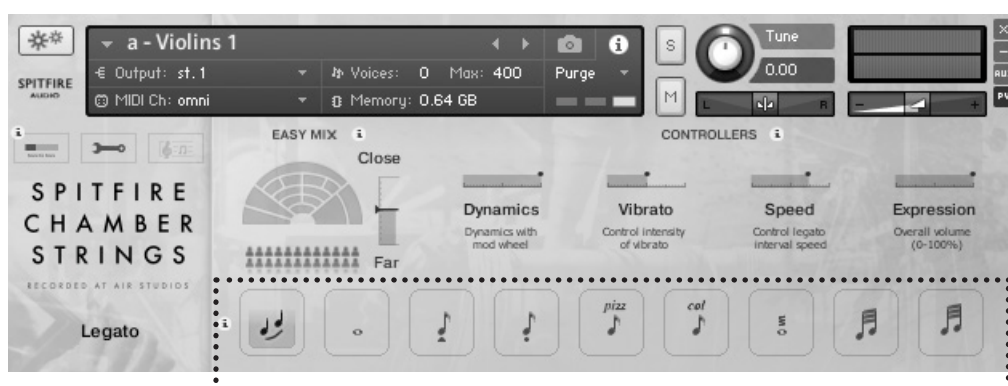 a - Violins 1
S
Tune
SPITFIRE
AUDIO
Output: st. 1
Voices: 0 Max: 400
Purge
0.00
MIDI Ch: omni
Memory: 0.64 GB
M
L
R
AUX
PV
EASY MIX
CONTROLLERS
Close
Far
SPITFIRE
CHAMBER
STRINGS
RECORDED AT AIR STUDIOS
Legato
Dynamics
Dynamics with
mod wheel
Vibrato
Control intensity
of vibrato
Speed
Control legato
interval speed
Expression
Overall volume
(0-100%)
pizz
col